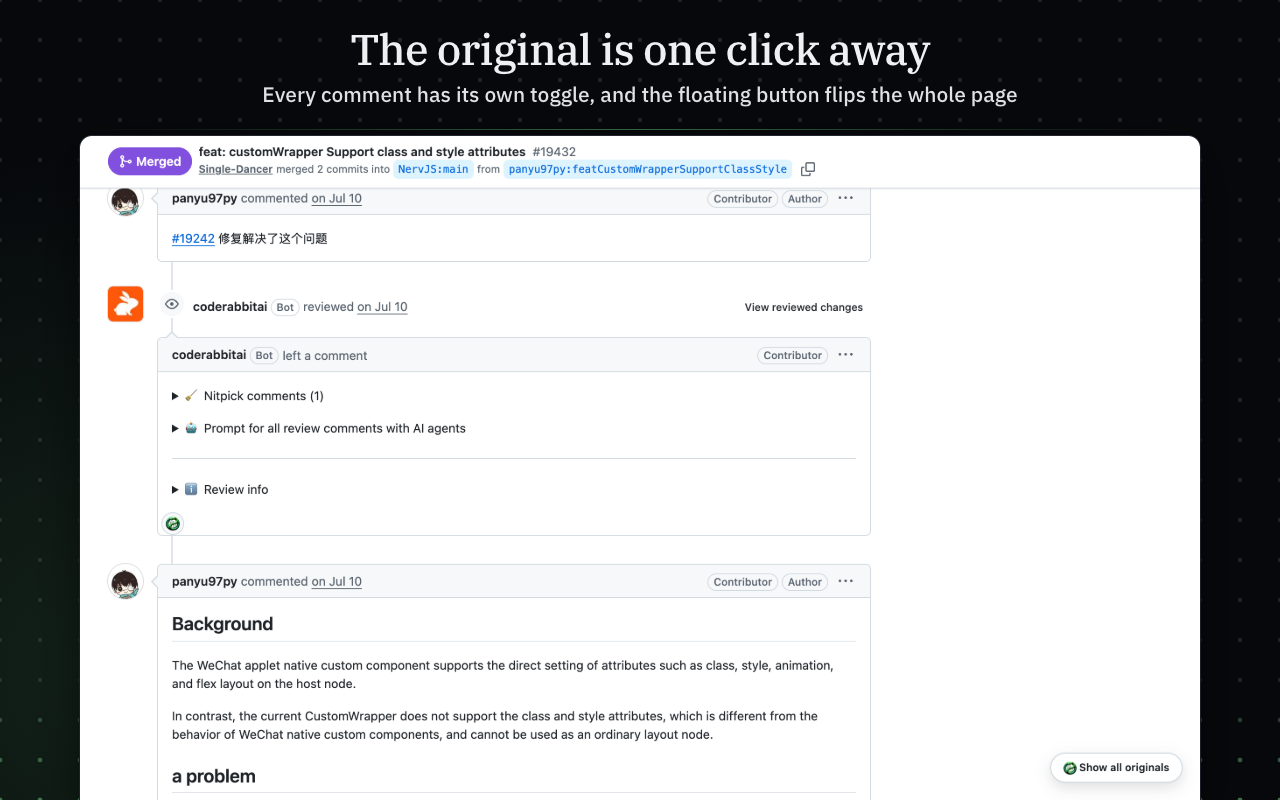 The original is one click away
Every comment has its own toggle, and the floating button flips the whole page
Merged
feat: customWrapper Support class and style attributes #19432
Single-Dancer merged 2 commits into NervJS:main from panyu97py:featCustomWrapperSupportClassStyle
panyu97py commented on Jul 10 Contributor Author
#19242 修复解决了这个问题
coderabbitai Bot reviewed on Jul 10 View reviewed changes
coderabbitai Bot left a comment Contributor
Nitpick comments (1)
Prompt for all review comments with AI agents
Review info
panyu97py commented on Jul 10 Contributor Author
Background
The WeChat applet native custom component supports the direct setting of attributes such as class, style, animation,
and flex layout on the host node.
In contrast, the current CustomWrapper does not support the class and style attributes, which is different from the
behavior of WeChat native custom components, and cannot be used as an ordinary layout node.
a problem
Show all originals